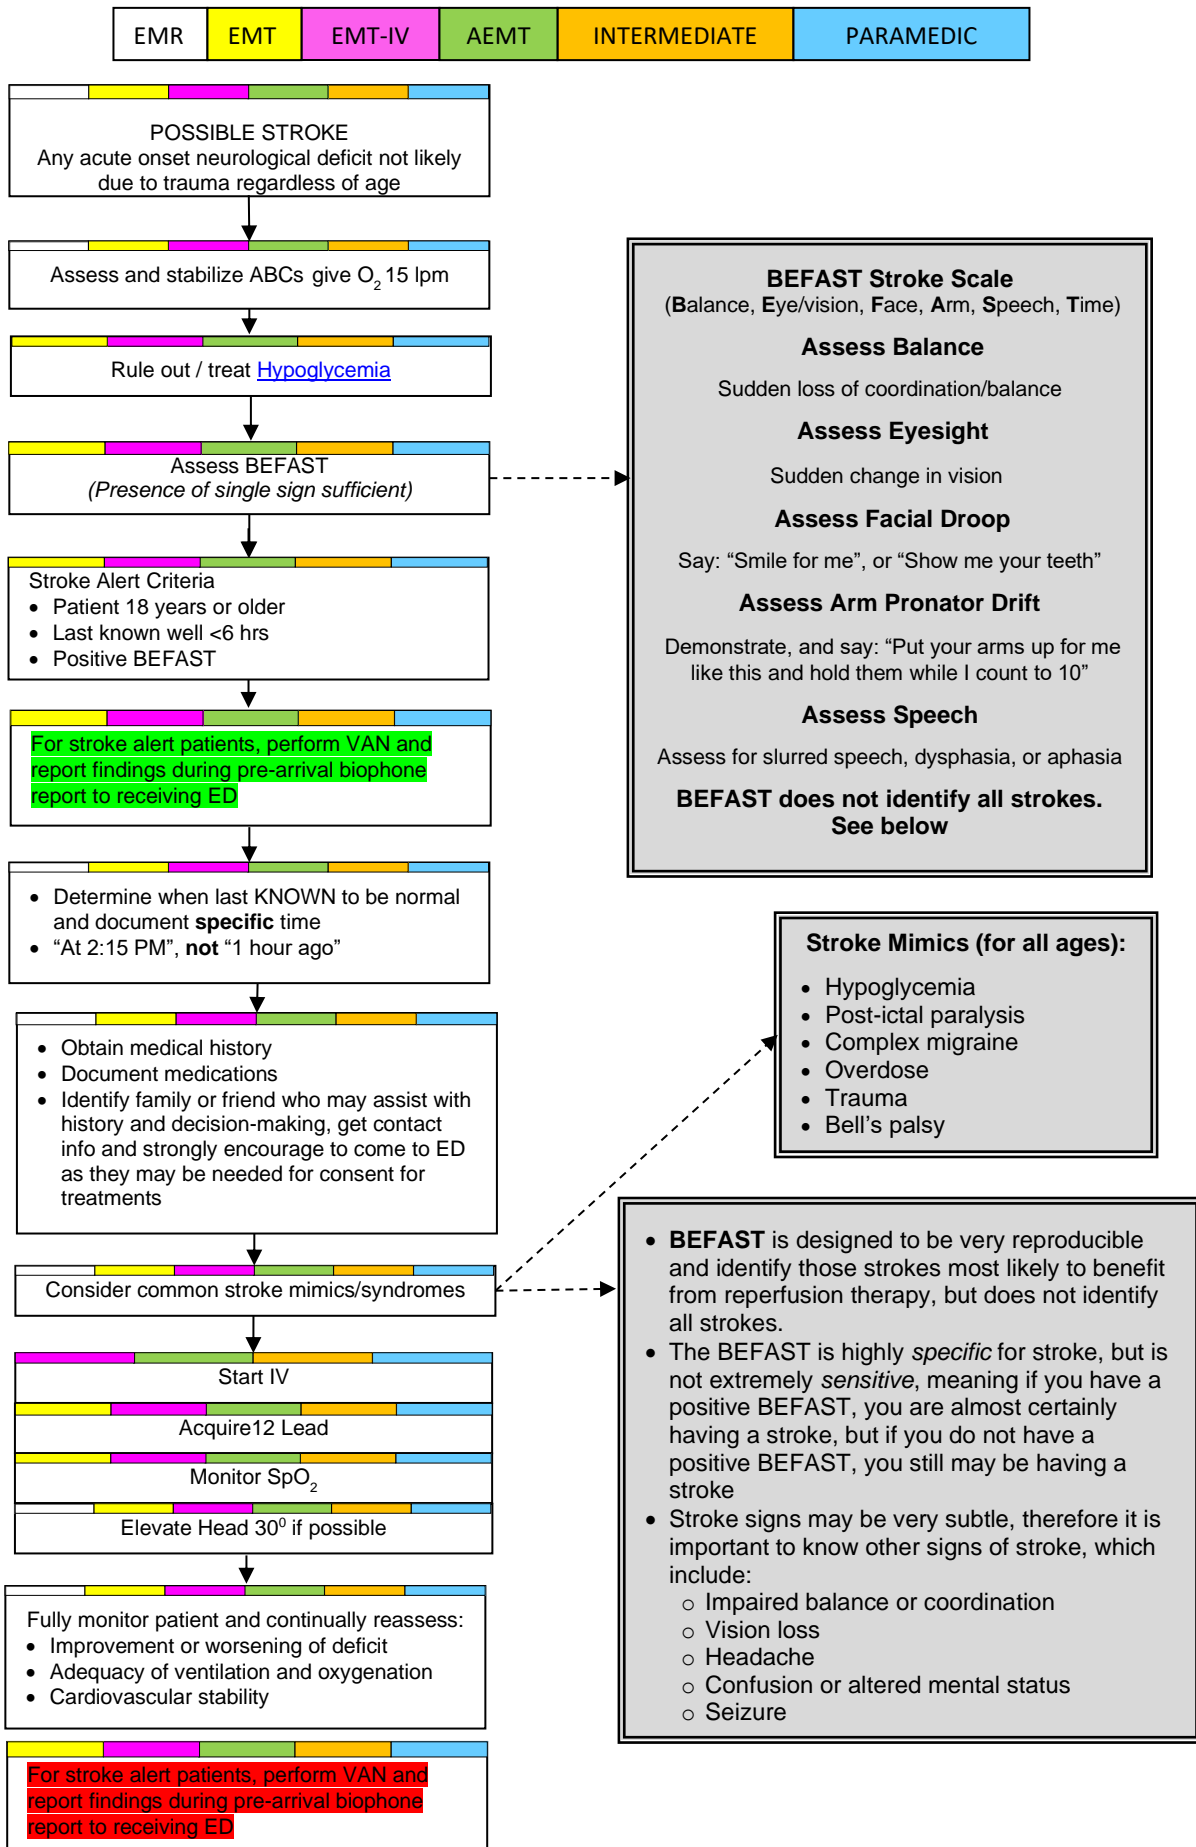 EMR EMT EMT-IV AEMT INTERMEDIATE PARAMEDIC
POSSIBLE STROKE
Any acute onset neurological deficit not likely
due to trauma regardless of age
Assess and stabilize ABCs give O₂ 15 lpm
Rule out / treat Hypoglycemia
Assess BEFAST
(Presence of single sign sufficient)
Stroke Alert Criteria
• Patient 18 years or older
• Last known well <6 hrs
• Positive BEFAST
For stroke alert patients, perform VAN and
report findings during pre-arrival biophone
report to receiving ED
• Determine when last KNOWN to be normal
and document specific time
• “At 2:15 PM”, not “1 hour ago”
• Obtain medical history
• Document medications
• Identify family or friend who may assist with
history and decision-making, get contact
info and strongly encourage to come to ED
as they may be needed for consent for
treatments
Consider common stroke mimics/syndromes
Start IV
Acquire12 Lead
Monitor SpO₂
Elevate Head 30⁰ if possible
Fully monitor patient and continually reassess:
• Improvement or worsening of deficit
• Adequacy of ventilation and oxygenation
• Cardiovascular stability
For stroke alert patients, perform VAN and
report findings during pre-arrival biophone
report to receiving ED
BEFAST Stroke Scale
(Balance, Eye/vision, Face, Arm, Speech, Time)
Assess Balance
Sudden loss of coordination/balance
Assess Eyesight
Sudden change in vision
Assess Facial Droop
Say: “Smile for me”, or “Show me your teeth”
Assess Arm Pronator Drift
Demonstrate, and say: “Put your arms up for me
like this and hold them while I count to 10”
Assess Speech
Assess for slurred speech, dysphasia, or aphasia
BEFAST does not identify all strokes.
See below
Stroke Mimics (for all ages):
• Hypoglycemia
• Post-ictal paralysis
• Complex migraine
• Overdose
• Trauma
• Bell’s palsy
• BEFAST is designed to be very reproducible
and identify those strokes most likely to benefit
from reperfusion therapy, but does not identify
all strokes.
• The BEFAST is highly specific for stroke, but is
not extremely sensitive, meaning if you have a
positive BEFAST, you are almost certainly
having a stroke, but if you do not have a
positive BEFAST, you still may be having a
stroke
• Stroke signs may be very subtle, therefore it is
important to know other signs of stroke, which
include:
o Impaired balance or coordination
o Vision loss
o Headache
o Confusion or altered mental status
o Seizure